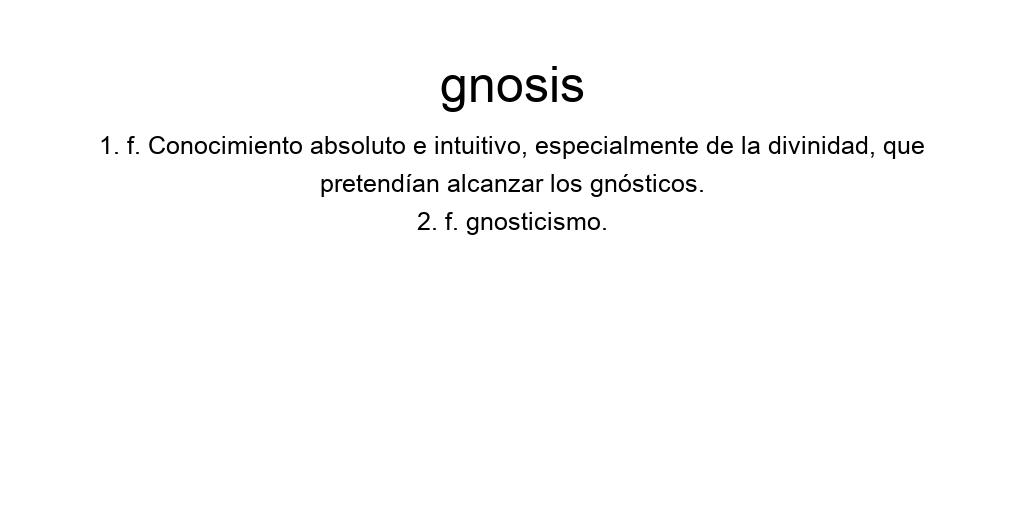 gnosis
1. f. Conocimiento absoluto e intuitivo, especialmente de la divinidad, que
pretendían alcanzar los gnósticos.
2. f. gnosticismo.